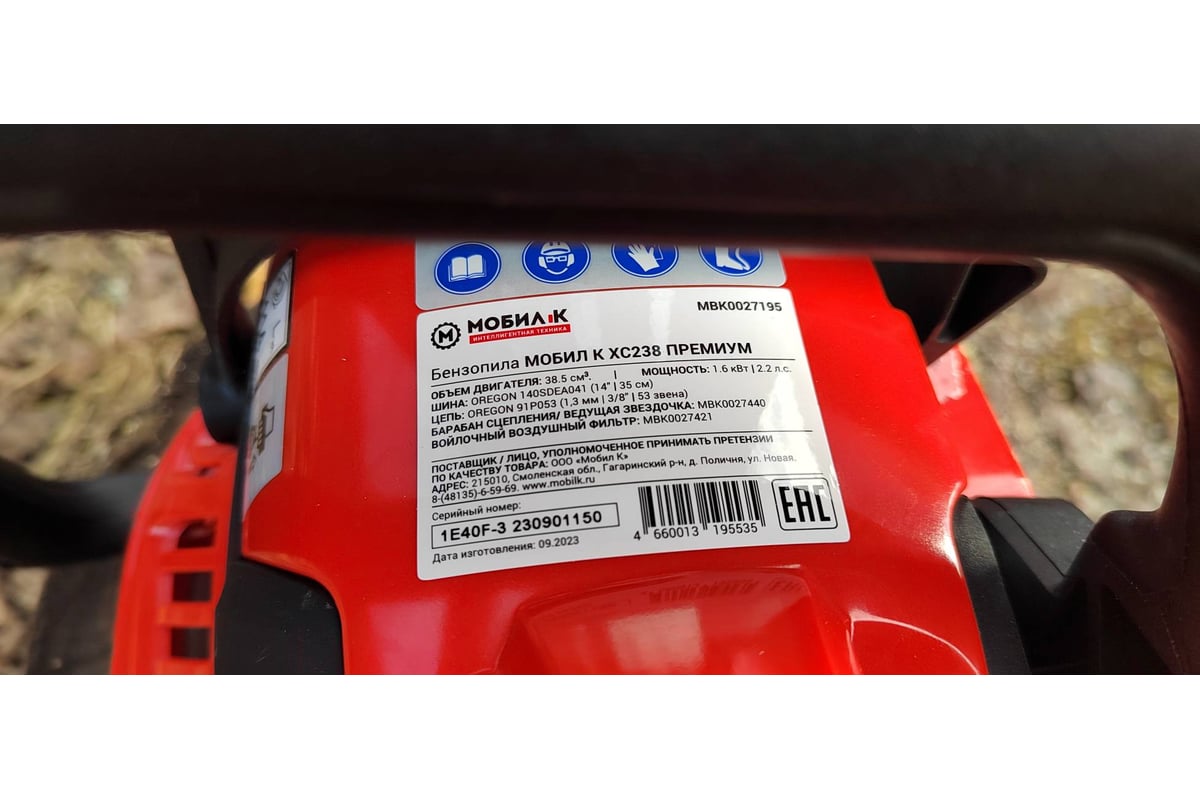 МОБИЛ К
ИНТЕЛЛИГЕНТНАЯ ТЕХНИКА
MBK0027195
Бензопила МОБИЛ К XC238 ПРЕМИУМ
ОБЪЕМ ДВИГАТЕЛЯ: 38.5 см³. | МОЩНОСТЬ: 1.6 кВт | 2.2 л.с.
ШИНА: OREGON 140SDEA041 (14" | 35 см)
ЦЕПЬ: OREGON 91P053 (1,3 мм | 3/8" | 53 звена)
БАРАБАН СЦЕПЛЕНИЯ/ ВЕДУЩАЯ ЗВЕЗДОЧКА: MBK0027440
ВОЙЛОЧНЫЙ ВОЗДУШНЫЙ ФИЛЬТР: MBK0027421
ПОСТАВЩИК / ЛИЦО, УПОЛНОМОЧЕННОЕ ПРИНИМАТЬ ПРЕТЕНЗИИ
ПО КАЧЕСТВУ ТОВАРА: ООО «Мобил К»
АДРЕС: 215010, Смоленская обл., Гагаринский р-н, д. Поличня, ул. Новая.
8-(48135)-6-59-69. www.mobilk.ru
Серийный номер:
1E40F-3 230901150
Дата изготовления: 09.2023
4 660013 195535
EAC